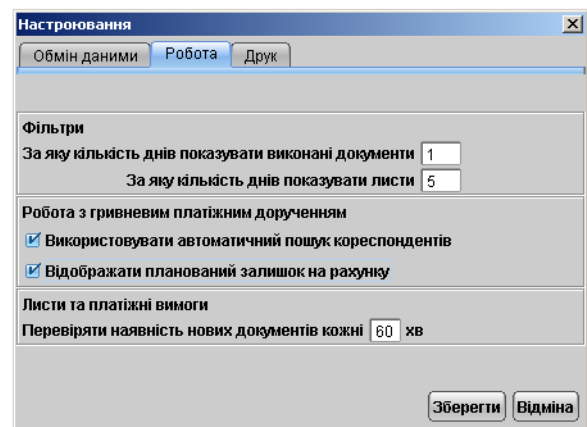 Настроювання
Обмін даними Робота Друк
Фільтри
За яку кількість днів показувати виконані документи 1
За яку кількість днів показувати листи 5
Робота з гривневим платіжним дорученням
Використовувати автоматичний пошук кореспондентів
Відображати планований залишок на рахунку
Листи та платіжні вимоги
Перевіряти наявність нових документів кожні 60 хв
Зберегти Відміна